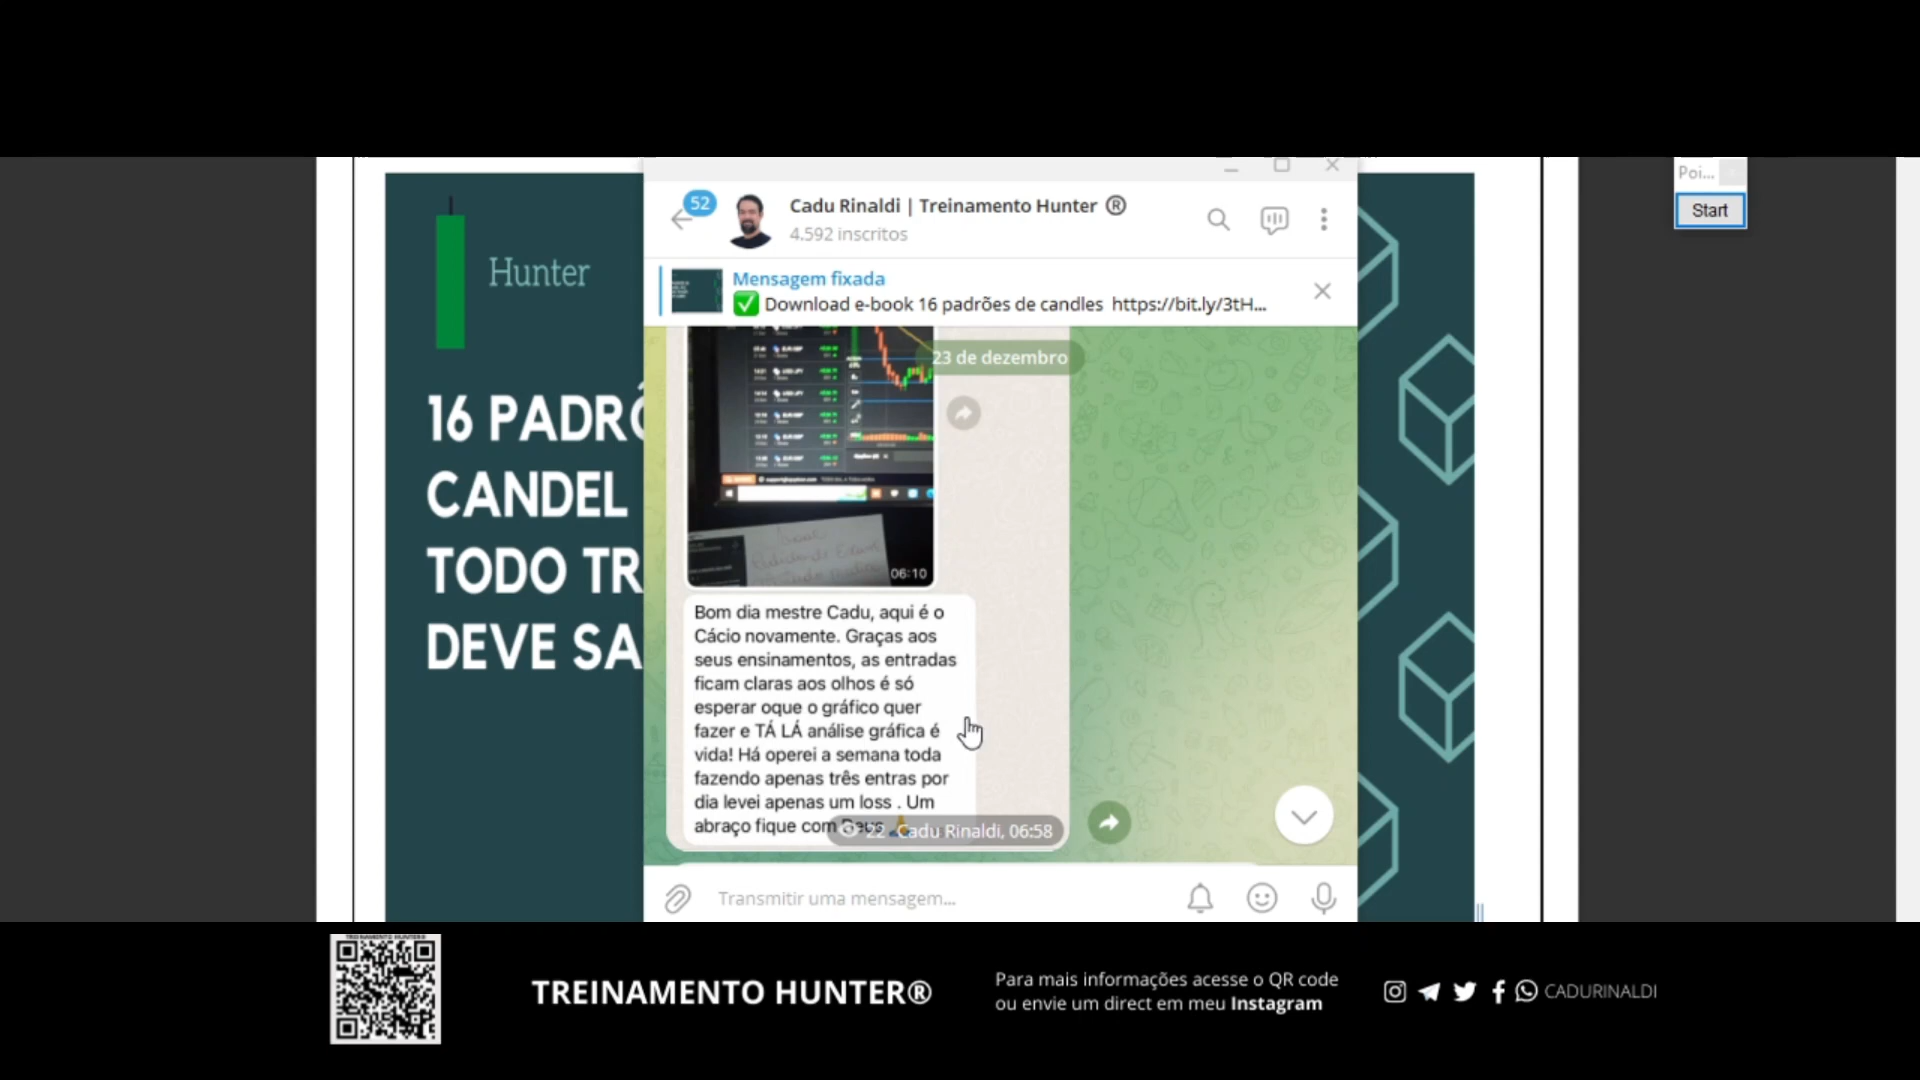 Poi...
Start
Hunter
16 PADRÕ
CANDEL
TODO TR
DEVE SA
52
Cadu Rinaldi | Treinamento Hunter ®
4.592 inscritos
Mensagem fixada
✅ Download e-book 16 padrões de candles https://bit.ly/3tH...
23 de dezembro
06:10
Bom dia mestre Cadu, aqui é o
Cácio novamente. Graças aos
seus ensinamentos, as entradas
ficam claras aos olhos é só
esperar oque o gráfico quer
fazer e TÁ LÁ análise gráfica é
vida! Há operei a semana toda
fazendo apenas três entras por
dia levei apenas um loss . Um
abraço fique com Deus 🙏
22 Cadu Rinaldi, 06:58
Transmitir uma mensagem...
TREINAMENTO HUNTER®
Para mais informações acesse o QR code
ou envie um direct em meu Instagram
CADURINALDI